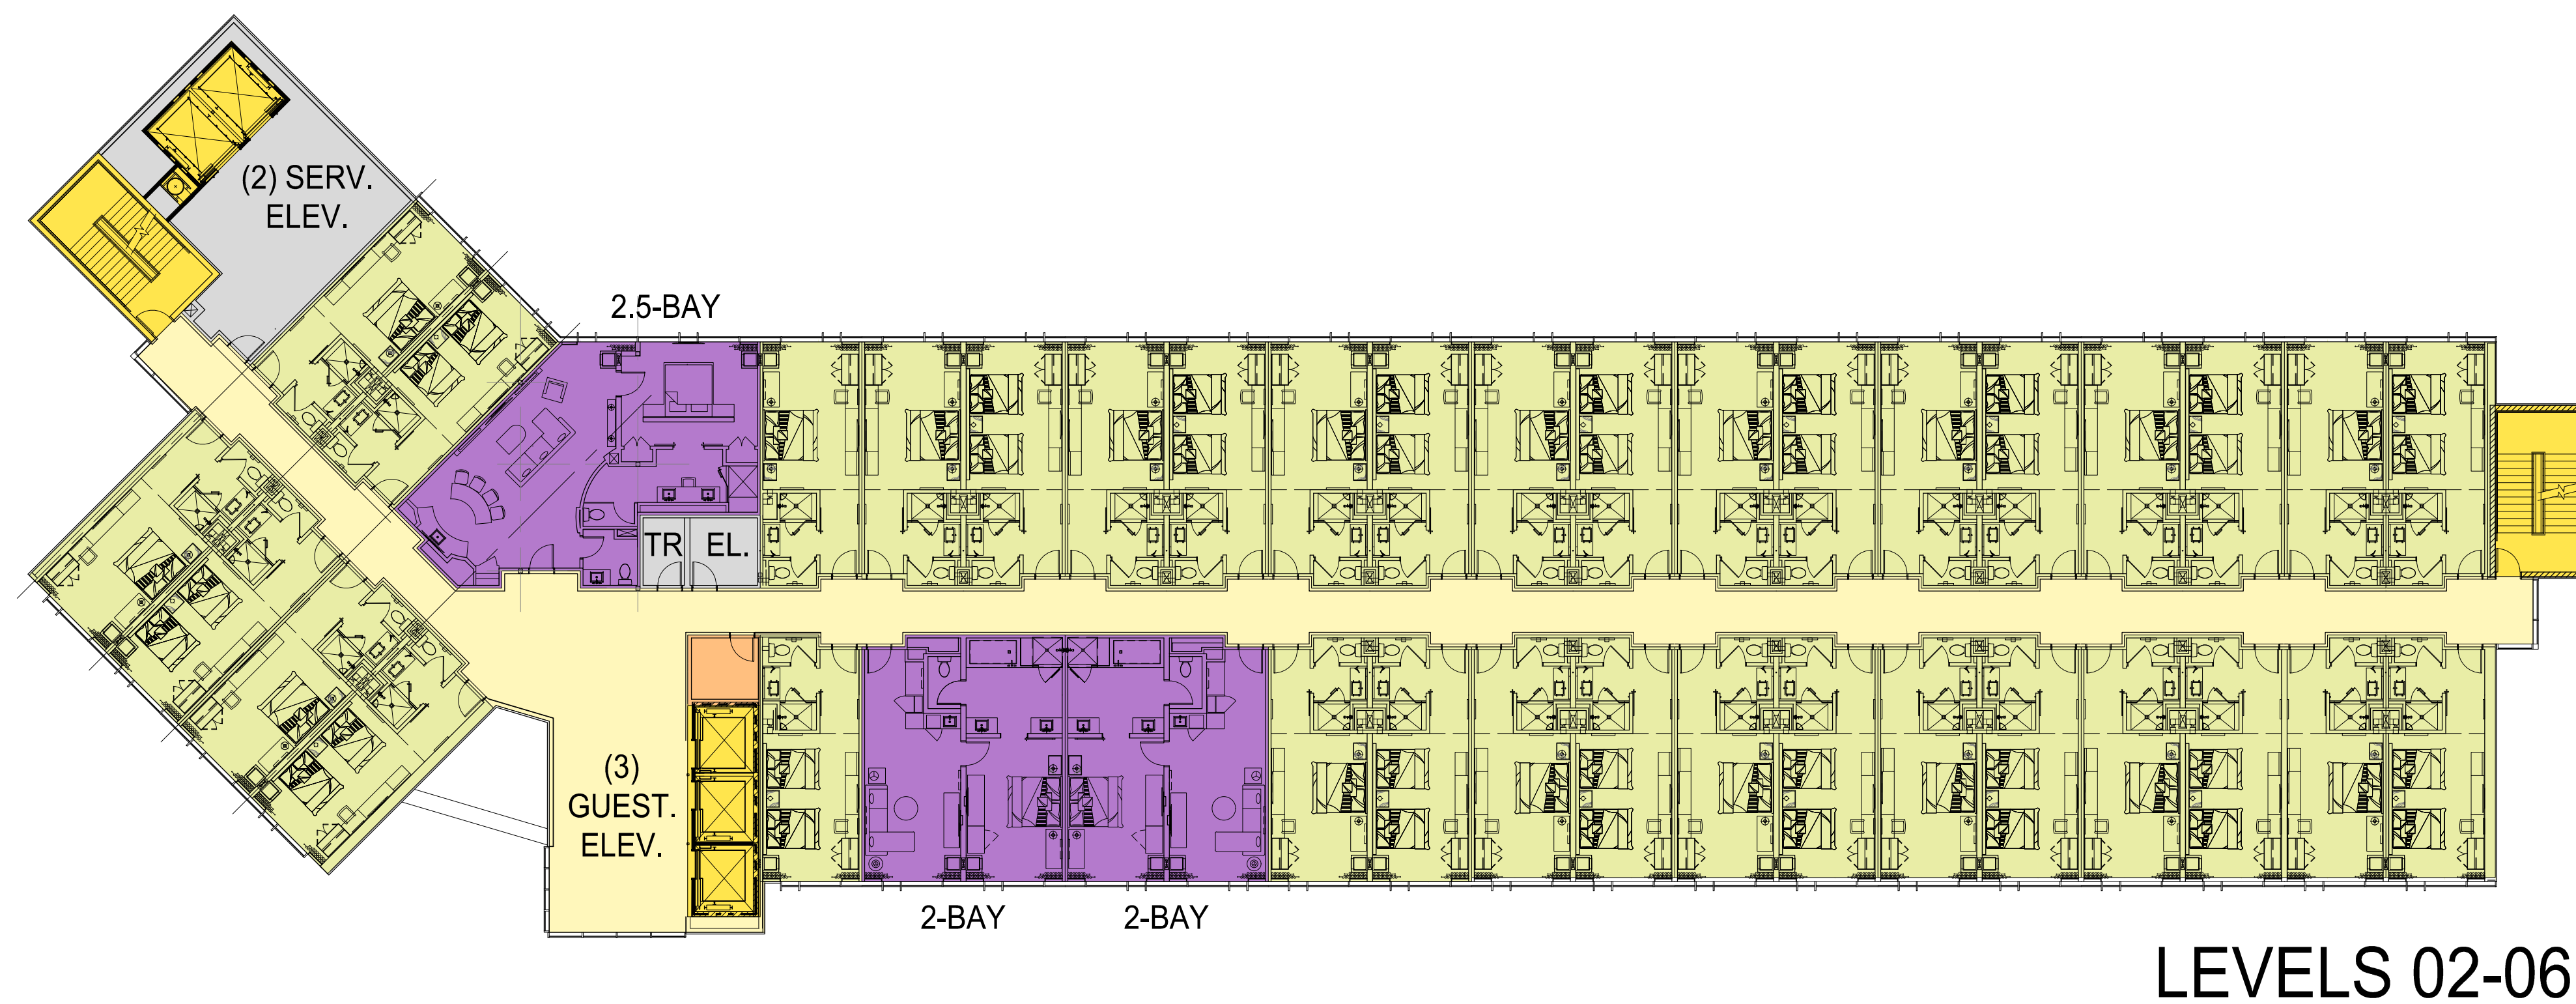 (2) SERV.
ELEV.
2.5-BAY
TR
EL.
(3)
GUEST.
ELEV.
2-BAY
2-BAY
LEVELS 02-06